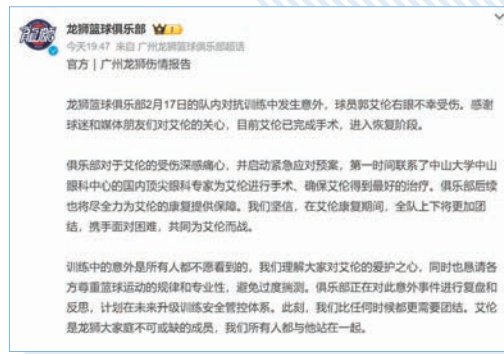 龙狮篮球俱乐部
今天19:47 来自 广州龙狮篮球俱乐部超话
官方 | 广州龙狮伤情报告
龙狮篮球俱乐部2月17日的队内对抗训练中发生意外，球员郭艾伦右眼不幸受伤。感谢
球迷和媒体朋友们对艾伦的关心，目前艾伦已完成手术，进入恢复阶段。
俱乐部对于艾伦的受伤深感痛心，并启动紧急应对预案，第一时间联系了中山大学中山
眼科中心的国内顶尖眼科专家为艾伦进行手术、确保艾伦得到最好的治疗。俱乐部后续
也将尽全力为艾伦的康复提供保障。我们坚信，在艾伦康复期间，全队上下将更加团
结，携手面对困难，共同为艾伦而战。
训练中的意外是所有人都不愿看到的，我们理解大家对艾伦的爱护之心，同时也恳请各
方尊重篮球运动的规律和专业性，避免过度揣测。俱乐部正在对此意外事件进行复盘和
反思，计划在未来升级训练安全管控体系。此刻，我们比任何时候都更需要团结。艾伦
是龙狮大家庭不可或缺的成员，我们所有人都与他站在一起。